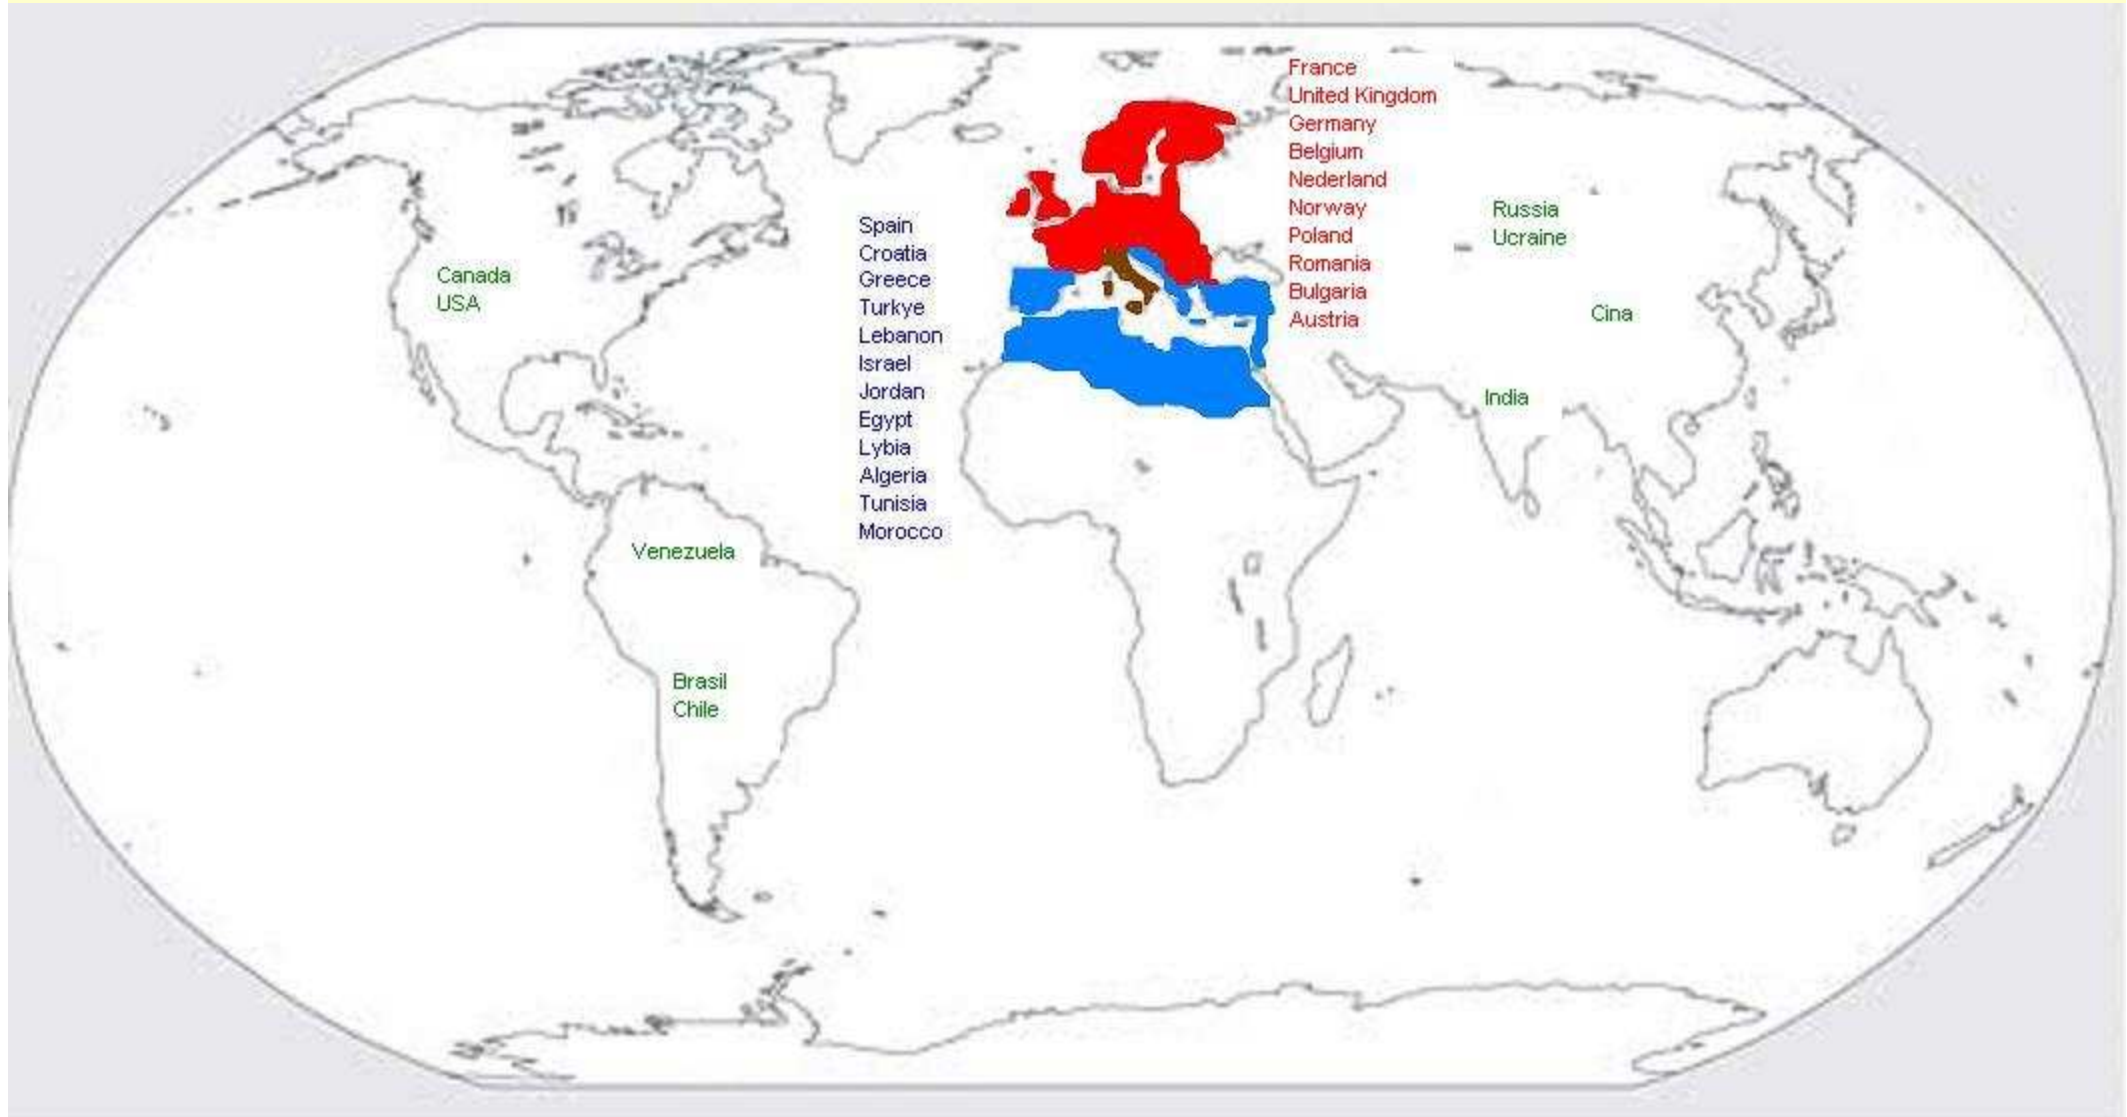 Canada
USA
Venezuela
Brasil
Chile
Spain
Croatia
Greece
Turkye
Lebanon
Israel
Jordan
Egypt
Lybia
Algeria
Tunisia
Morocco
France
United Kingdom
Germany
Belgium
Nederland
Norway
Poland
Romania
Bulgaria
Austria
Russia
Ucraine
Cina
India